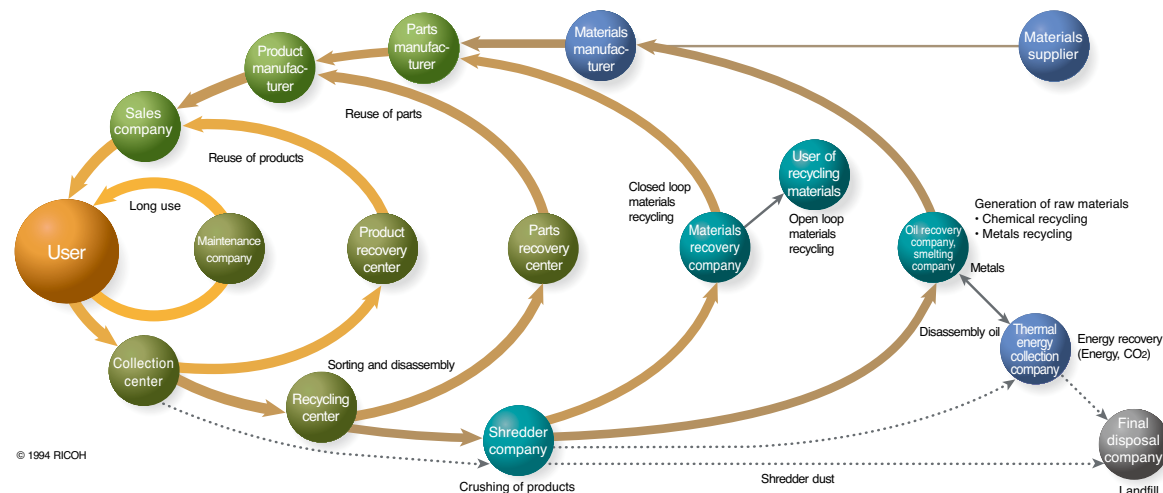 Parts
manufac-
turer
Materials
manufac-
turer
Materials
supplier
Product
manufac-
turer
Sales
company
Reuse of parts
Reuse of products
Long use
User
Maintenance
company
Product
recovery
center
Parts
recovery
center
Closed loop
materials
recycling
Materials
recovery
company
User of
recycling
materials
Open loop
materials
recycling
Oil recovery
company,
smelting
company
Generation of raw materials
• Chemical recycling
• Metals recycling
Metals
Disassembly oil
Thermal
energy
collection
company
Energy recovery
(Energy, CO2)
Collection
center
Sorting and disassembly
Recycling
center
Shredder
company
Crushing of products
Shredder dust
Final
disposal
company
Landfill
© 1994 RICOH